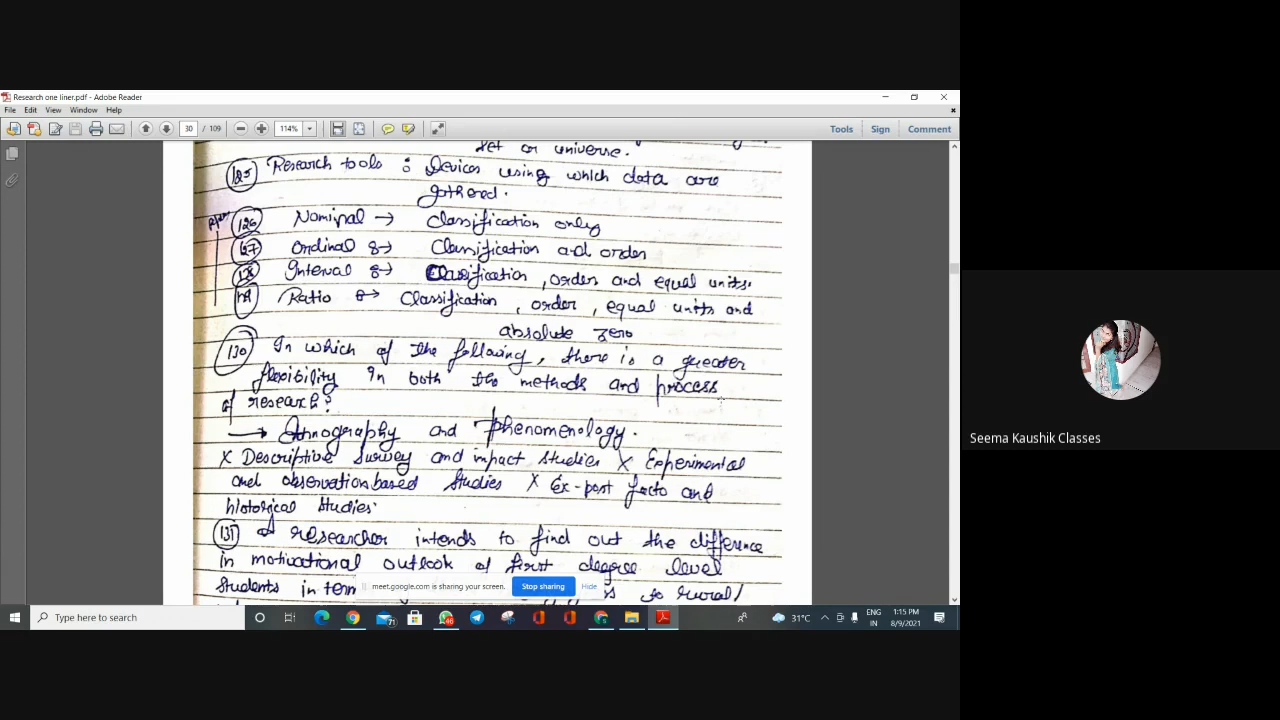 Research one liner.pdf - Adobe Reader
File Edit View Window Help
30 / 109 114% Tools Sign Comment
set or universe.
125 Research tools : Devices using which data are
gathered.
126 Nominal → Classification only
127 Ordinal → Classification and order
128 Interval → Classification, order and equal units.
129 Ratio → Classification, order, equal units and
absolute zero
130 In which of the following, there is a greater
flexibility in both the methods and process
of research?
→ Ethnography and phenomenology.
X Descriptive Survey and impact studies X Experimental
and observation based studies X Ex-post facto and
historical studies.
131 A researcher intends to find out the difference
in motivational outlook of first degree level
students in to rural/
meet.google.com is sharing your screen. Stop sharing Hide
Seema Kaushik Classes
Type here to search
71
31°C
ENG
IN
1:15 PM
8/9/2021